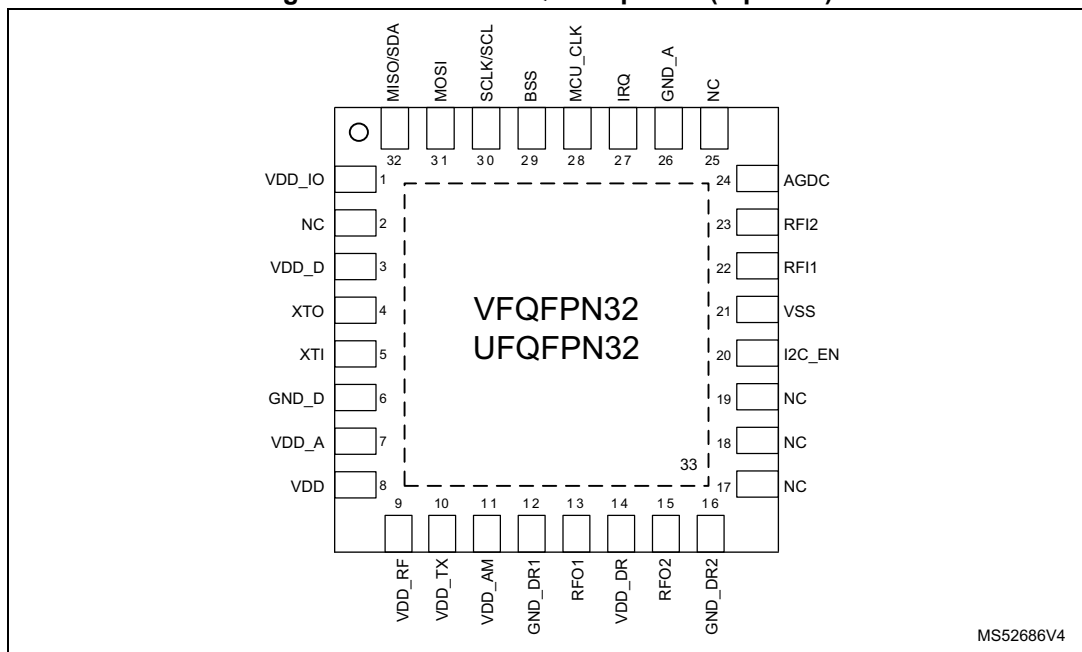 MISO/SDA
MOSI
SCLK/SCL
BSS
MCU_CLK
IRQ
GND_A
NC
32
31
30
29
28
27
26
25
VDD_IO 1
NC 2
VDD_D 3
XTO 4
XTI 5
GND_D 6
VDD_A 7
VDD 8
VFQFPN32
UFQFPN32
24 AGDC
23 RFI2
22 RFI1
21 VSS
20 I2C_EN
19 NC
18 NC
17 NC
33
9
10
11
12
13
14
15
16
VDD_RF
VDD_TX
VDD_AM
GND_DR1
RFO1
VDD_DR
RFO2
GND_DR2
MS52686V4